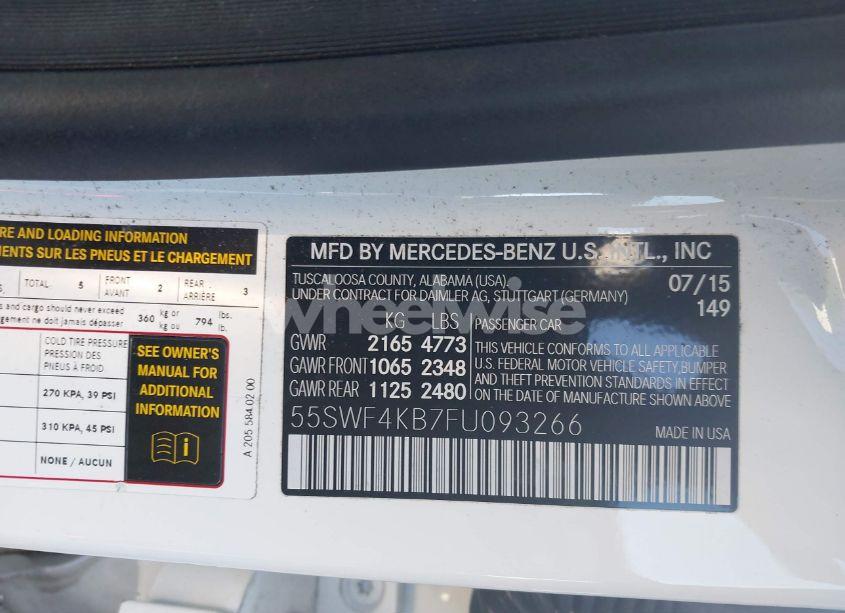 RE AND LOADING INFORMATION
MENTS SUR LES PNEUS ET LE CHARGEMENT
TOTAL 5 FRONT AVANT 2 REAR ARRIÈRE 3
s and cargo should never exceed
gement ne doit jamais dépasser 360 kg or kg ou 794 lbs. lb.
COLD TIRE PRESSURE
PRESSION DES
PNEUS À FROID
270 KPA, 39 PSI
310 KPA, 45 PSI
NONE / AUCUN
SEE OWNER'S
MANUAL FOR
ADDITIONAL
INFORMATION
A 205 584 02 00
MFD BY MERCEDES-BENZ U.S. INTL., INC
TUSCALOOSA COUNTY, ALABAMA (USA) 07/15
UNDER CONTRACT FOR DAIMLER AG, STUTTGART (GERMANY) 149
KG LBS PASSENGER CAR
GVWR 2165 4773
GAWR FRONT 1065 2348
GAWR REAR 1125 2480
THIS VEHICLE CONFORMS TO ALL APPLICABLE
U.S. FEDERAL MOTOR VEHICLE SAFETY, BUMPER
AND THEFT PREVENTION STANDARDS IN EFFECT
ON THE DATE OF MANUFACTURE SHOWN ABOVE.
55SWF4KB7FU093266 MADE IN USA
wheelwise